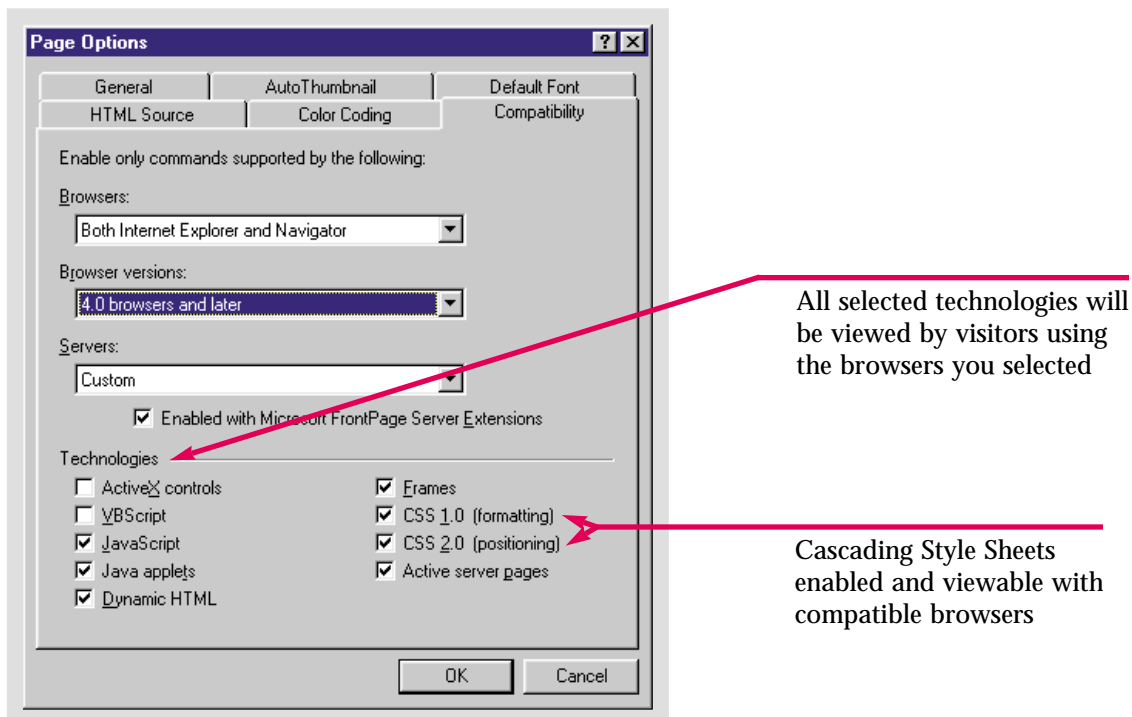 Page Options
General AutoThumbnail Default Font
HTML Source Color Coding Compatibility
Enable only commands supported by the following:
Browsers:
Both Internet Explorer and Navigator
Browser versions:
4.0 browsers and later
Servers:
Custom
Enabled with Microsoft FrontPage Server Extensions
Technologies
ActiveX controls
VBScript
JavaScript
Java applets
Dynamic HTML
Frames
CSS 1.0 (formatting)
CSS 2.0 (positioning)
Active server pages
OK Cancel
All selected technologies will
be viewed by visitors using
the browsers you selected
Cascading Style Sheets
enabled and viewable with
compatible browsers